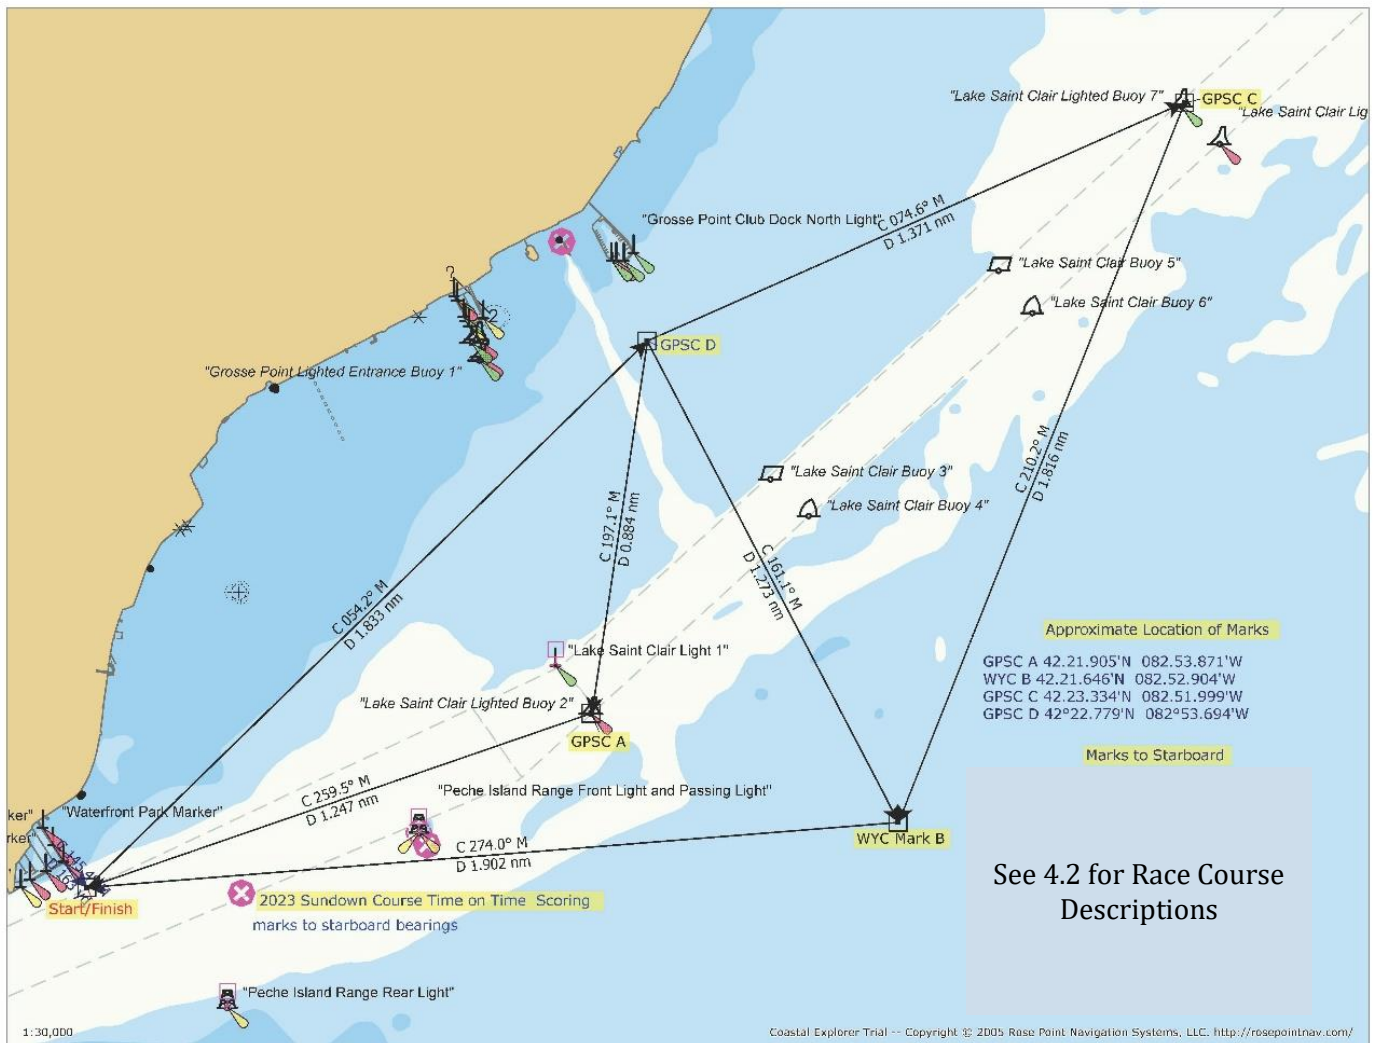 "Lake Saint Clair Lighted Buoy 7"
GPSC C
"Lake Saint Clair Lig
C 074.6° M
D 1.371 nm
"Grosse Point Club Dock North Light"
"Lake Saint Clair Buoy 5"
?
2
"Lake Saint Clair Buoy 6"
GPSC D
"Grosse Point Lighted Entrance Buoy 1"
C 210.2° M
D 1.816 nm
"Lake Saint Clair Buoy 3"
"Lake Saint Clair Buoy 4"
C 197.1° M
D 0.884 nm
C 161.1° M
D 1.273 nm
C 054.2° M
D 1.833 nm
Approximate Location of Marks
"Lake Saint Clair Light 1"
GPSC A 42.21.905'N 082.53.871'W
WYC B 42.21.646'N 082.52.904'W
GPSC C 42.23.334'N 082.51.999'W
GPSC D 42°22.779'N 082°53.694'W
"Lake Saint Clair Lighted Buoy 2"
GPSC A
Marks to Starboard
C 259.5° M
D 1.247 nm
"Peche Island Range Front Light and Passing Light"
ker"
"Waterfront Park Marker"
rker"
WYC Mark B
C 274.0° M
D 1.902 nm
See 4.2 for Race Course
Descriptions
Start/Finish
2023 Sundown Course Time on Time Scoring
marks to starboard bearings
"Peche Island Range Rear Light"
1:30,000
Coastal Explorer Trial -- Copyright © 2005 Rose Point Navigation Systems, LLC. http://rosepointnav.com/